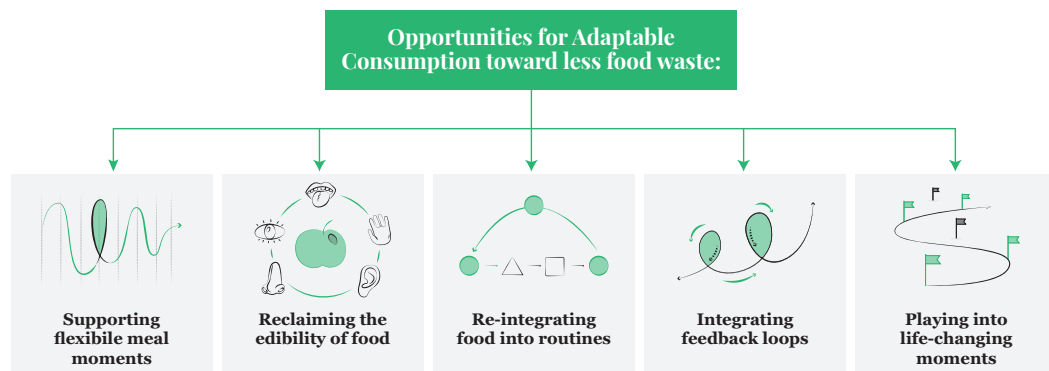 Opportunities for Adaptable
Consumption toward less food waste:
Supporting
flexibile meal
moments
Reclaiming the
edibility of food
Re-integrating
food into routines
Integrating
feedback loops
Playing into
life-changing
moments